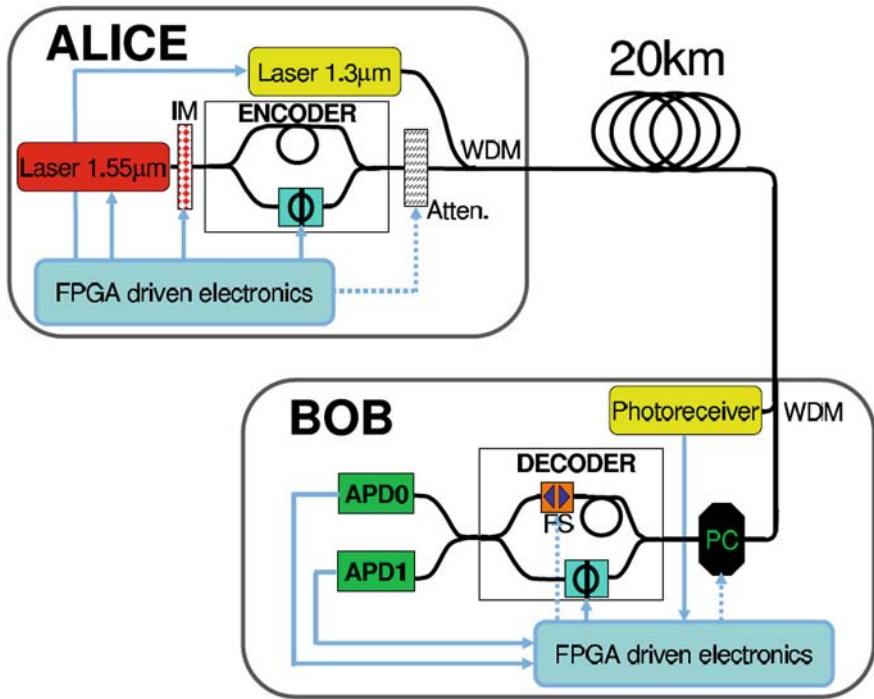 ALICE
Laser 1.3μm
20km
IM
ENCODER
WDM
Laser 1.55μm
Φ
Atten.
FPGA driven electronics
BOB
Photoreceiver
WDM
DECODER
APD0
FS
PC
APD1
Φ
FPGA driven electronics